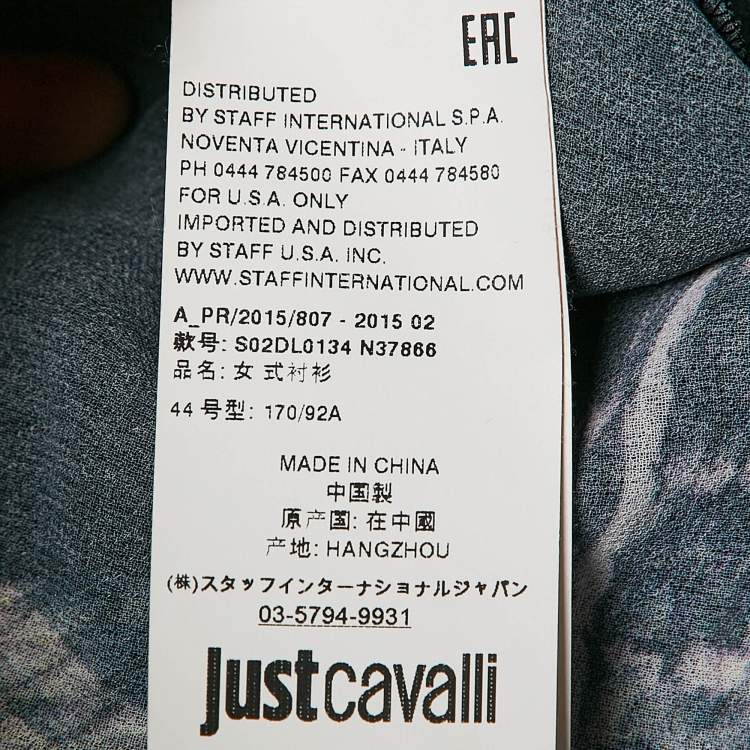 EAC
DISTRIBUTED
BY STAFF INTERNATIONAL S.P.A.
NOVENTA VICENTINA - ITALY
PH 0444 784500 FAX 0444 784580
FOR U.S.A. ONLY
IMPORTED AND DISTRIBUTED
BY STAFF U.S.A. INC.
WWW.STAFFINTERNATIONAL.COM
A_PR/2015/807 - 2015 02
款号: S02DL0134 N37866
品名: 女 式衬衫
44 号型: 170/92A
MADE IN CHINA
中国製
原产国: 在中國
产地: HANGZHOU
(株)スタッフインターナショナルジャパン
03-5794-9931
justcavalli